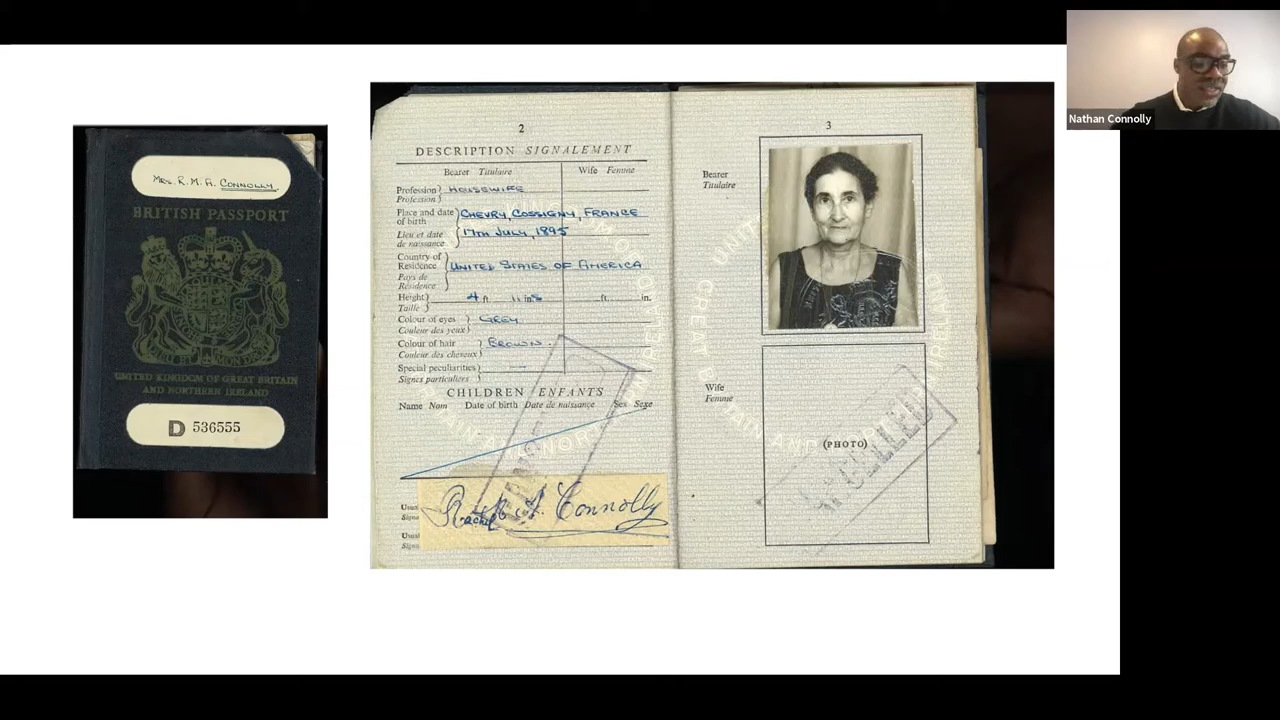 Nathan Connolly
MRS. R. M. A. CONNOLLY.
BRITISH PASSPORT
UNITED KINGDOM OF GREAT BRITAIN
AND NORTHERN IRELAND
D 536555
2
DESCRIPTION SIGNALEMENT
Bearer Titulaire Wife Femme
Profession HOUSEWIFE
Profession
Place and date CHEVRY, COSSIGNY, FRANCE
of birth
Lieu et date 17TH JULY, 1895
de naissance
Country of
Residence UNITED STATES OF AMERICA
Pays de
Résidence
Height 4 ft. 11 ins ft. in.
Taille
Colour of eyes GREY
Couleur des yeux
Colour of hair BROWN.
Couleur des cheveux
Special peculiarities —
Signes particuliers
CHILDREN ENFANTS
Name Nom Date of birth Date de naissance Sex Sexe
Usu
Signa
Connolly
Usua
Signa
3
Bearer
Titulaire
Wife
Femme
(PHOTO)
CANCELLED